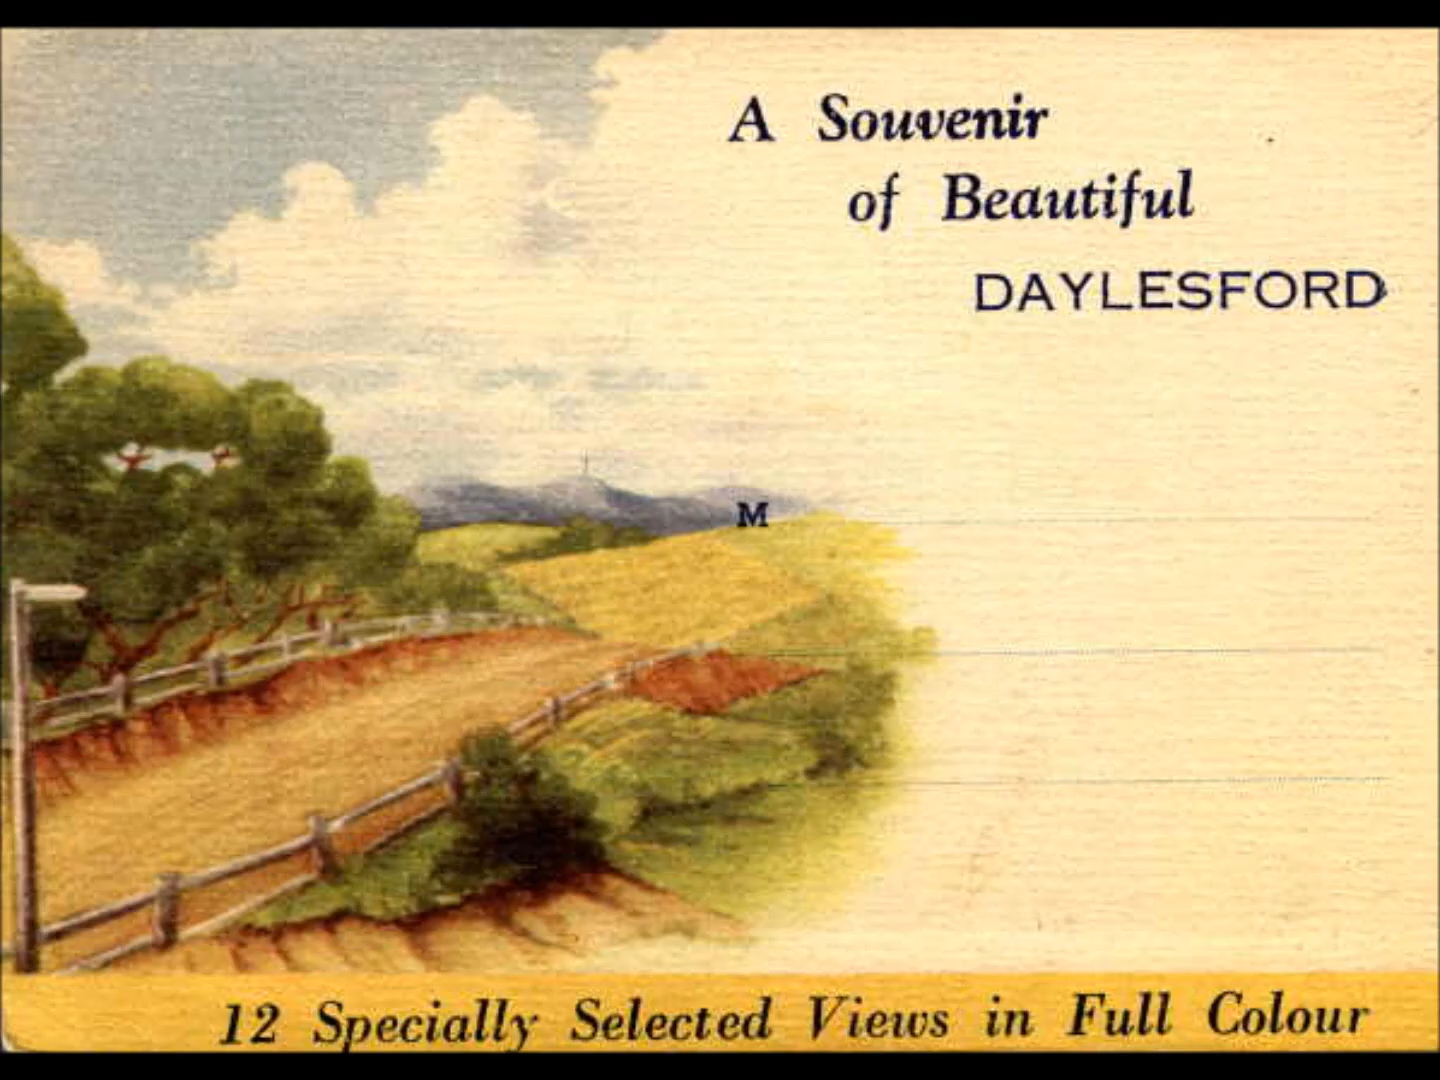 A Souvenir
of Beautiful
DAYLESFORD
M
12 Specially Selected Views in Full Colour